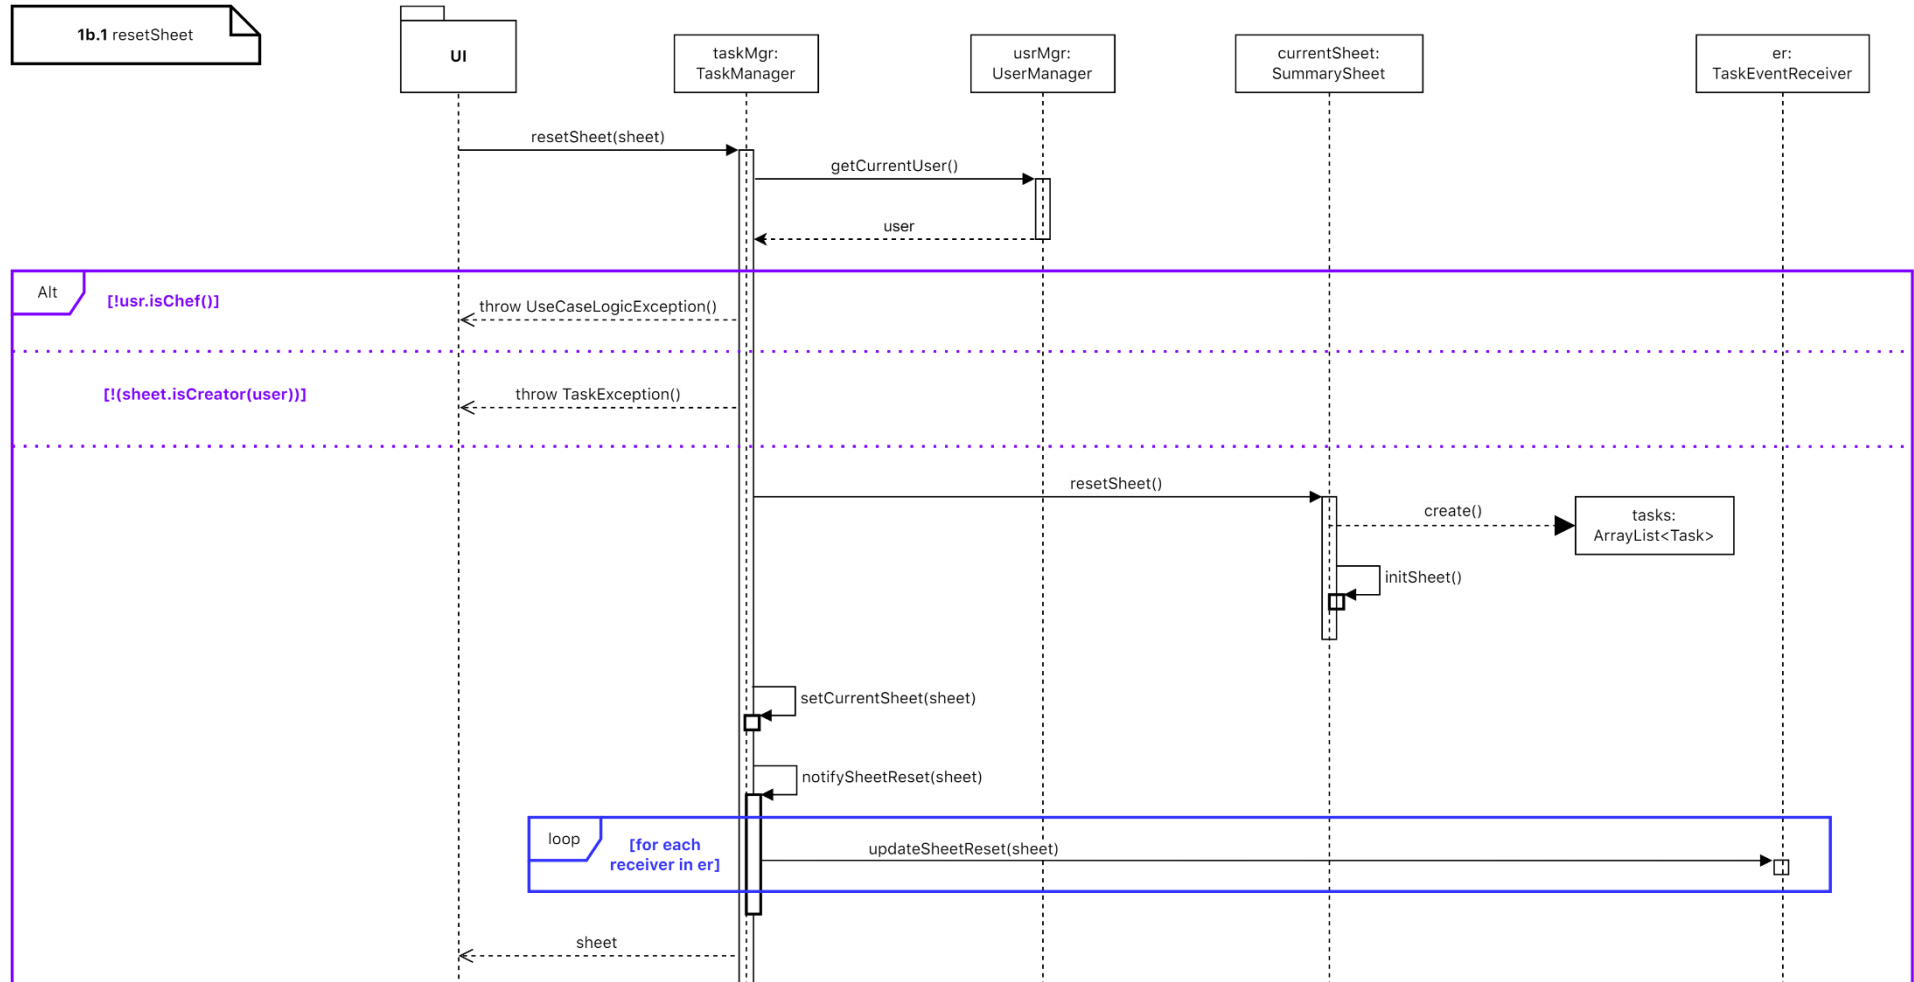 1b.1 resetSheet
UI
taskMgr:
TaskManager
usrMgr:
UserManager
currentSheet:
SummarySheet
er:
TaskEventReceiver
resetSheet(sheet)
getCurrentUser()
user
Alt
[!usr.isChef()]
throw UseCaseLogicException()
[!(sheet.isCreator(user))]
throw TaskException()
resetSheet()
create()
tasks:
ArrayList<Task>
initSheet()
setCurrentSheet(sheet)
notifySheetReset(sheet)
loop
[for each
receiver in er]
updateSheetReset(sheet)
sheet